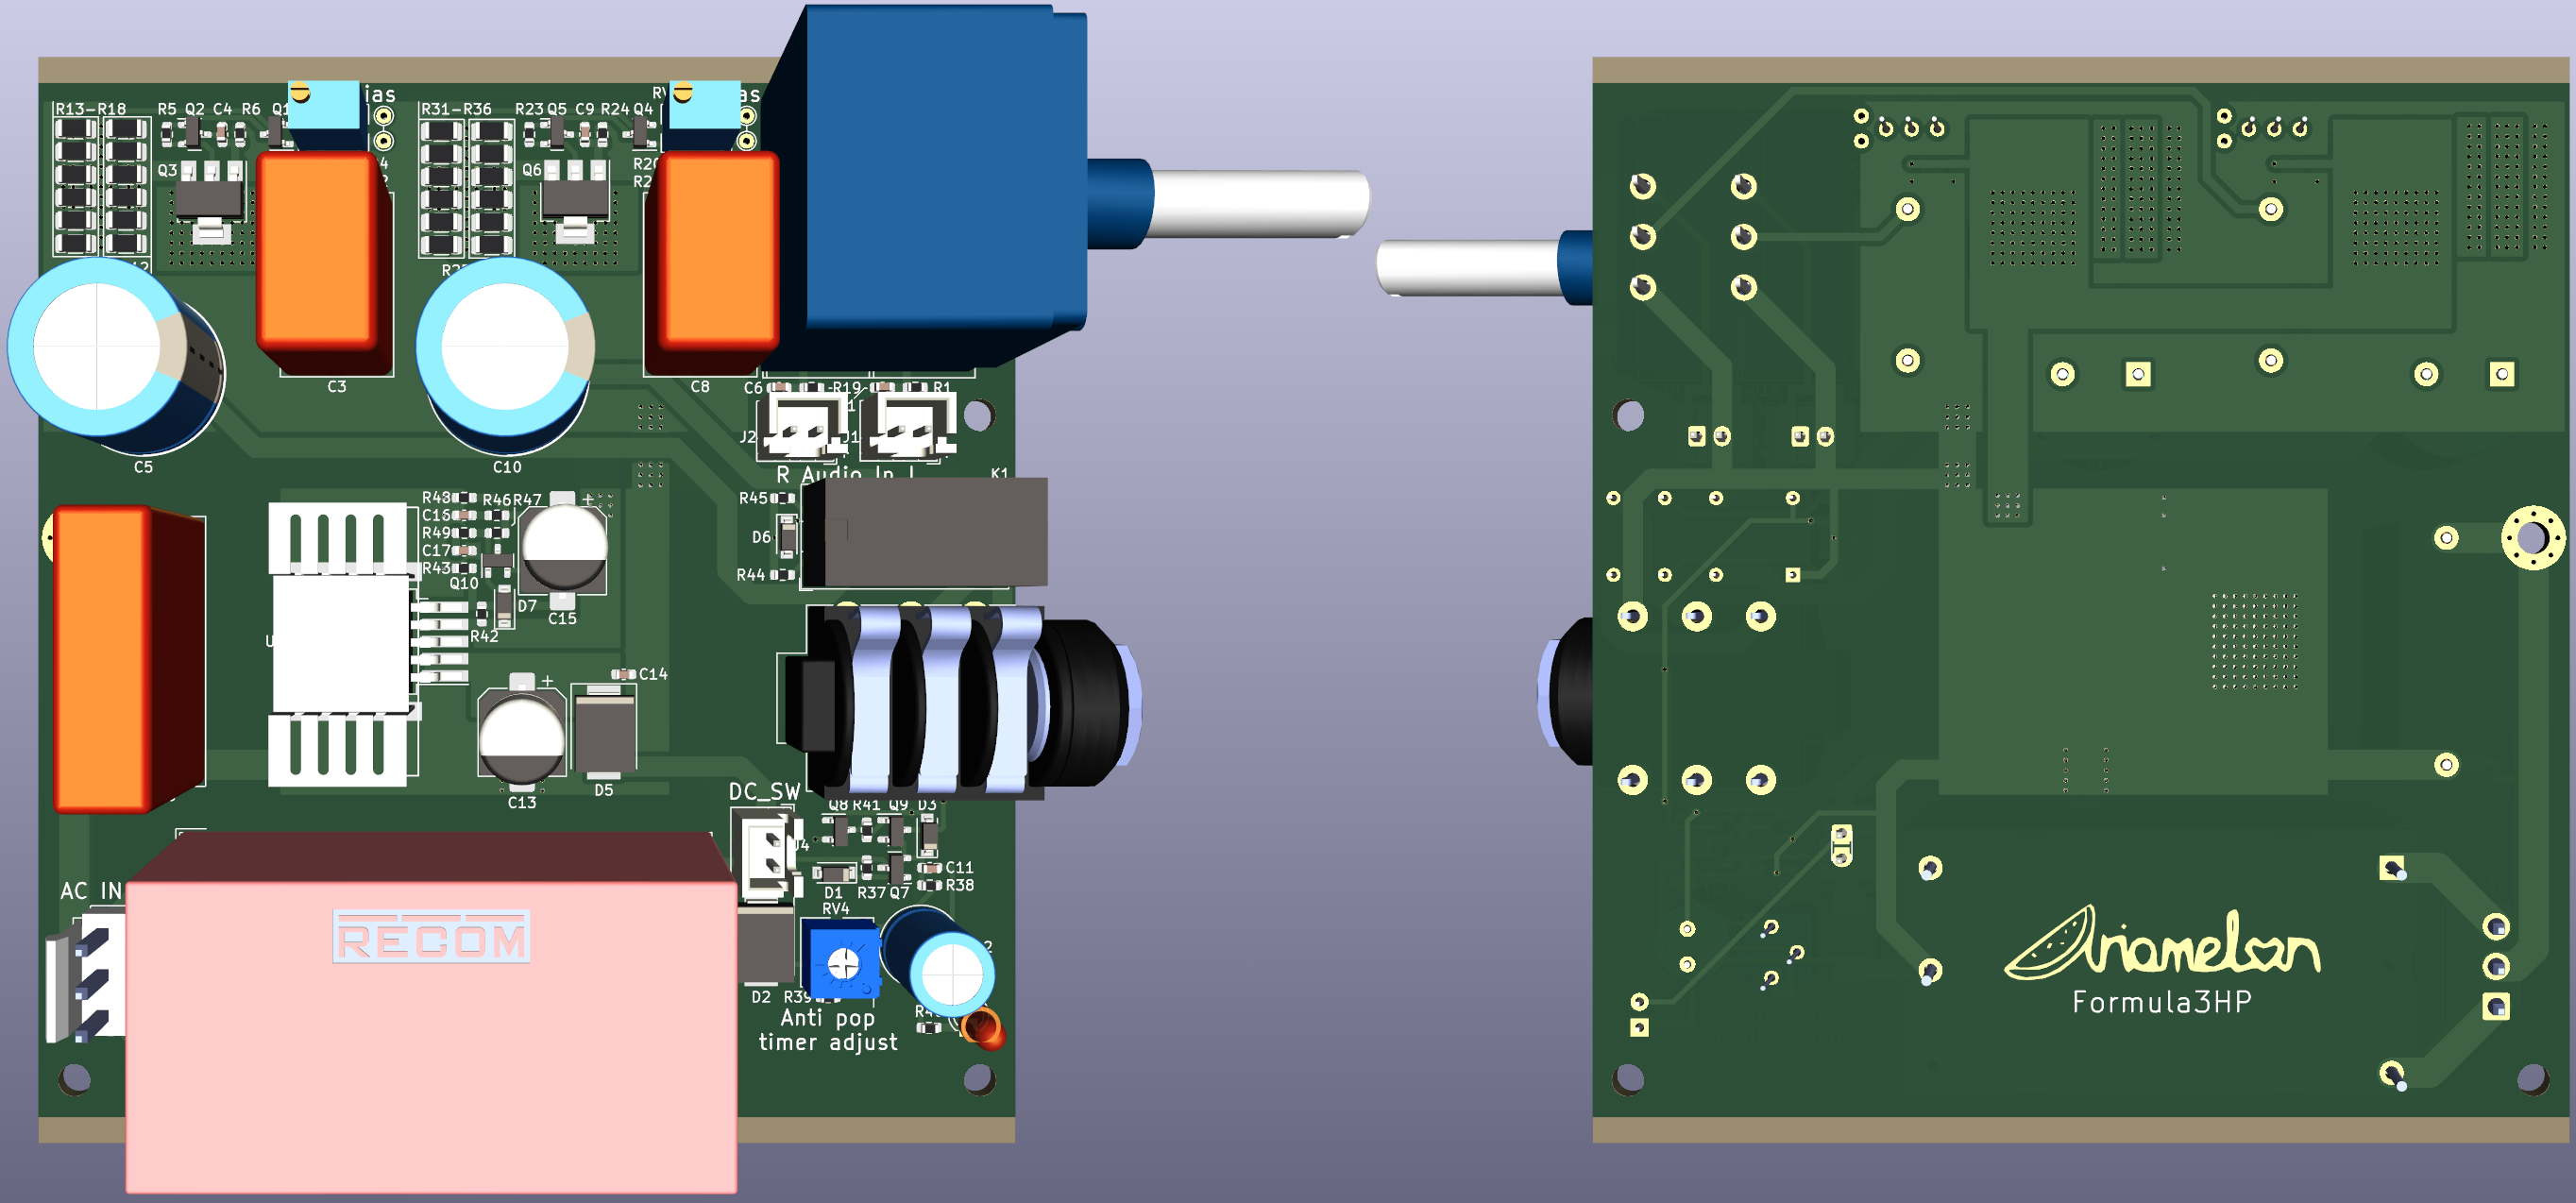 ias
as
R13-R18
R5 Q2 C4 R6 Q1
R31-R36
R23 Q5 C9 R24 Q4
RV
Q3
Q6
R20
C3
C8
C6
R19
R1
J2
J1
C5
C10
R Audio In L
K1
R48
R46
R47
C16
R49
C17
R43
Q10
R42
D7
C15
R45
D6
R44
C14
C13
D5
DC_SW
Q8 R41 Q9 D3
J4
C11
D1 R37 Q7 R38
AC IN
RV4
RECOM
D2 R39
Anti pop
timer adjust
Ariamelon
Formula3HP